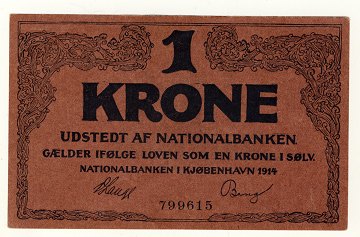 1
KRONE
UDSTEDT AF NATIONALBANKEN.
GÆLDER IFØLGE LOVEN SOM EN KRONE I SØLV.
NATIONALBANKEN I KJØBENHAVN 1914
799615